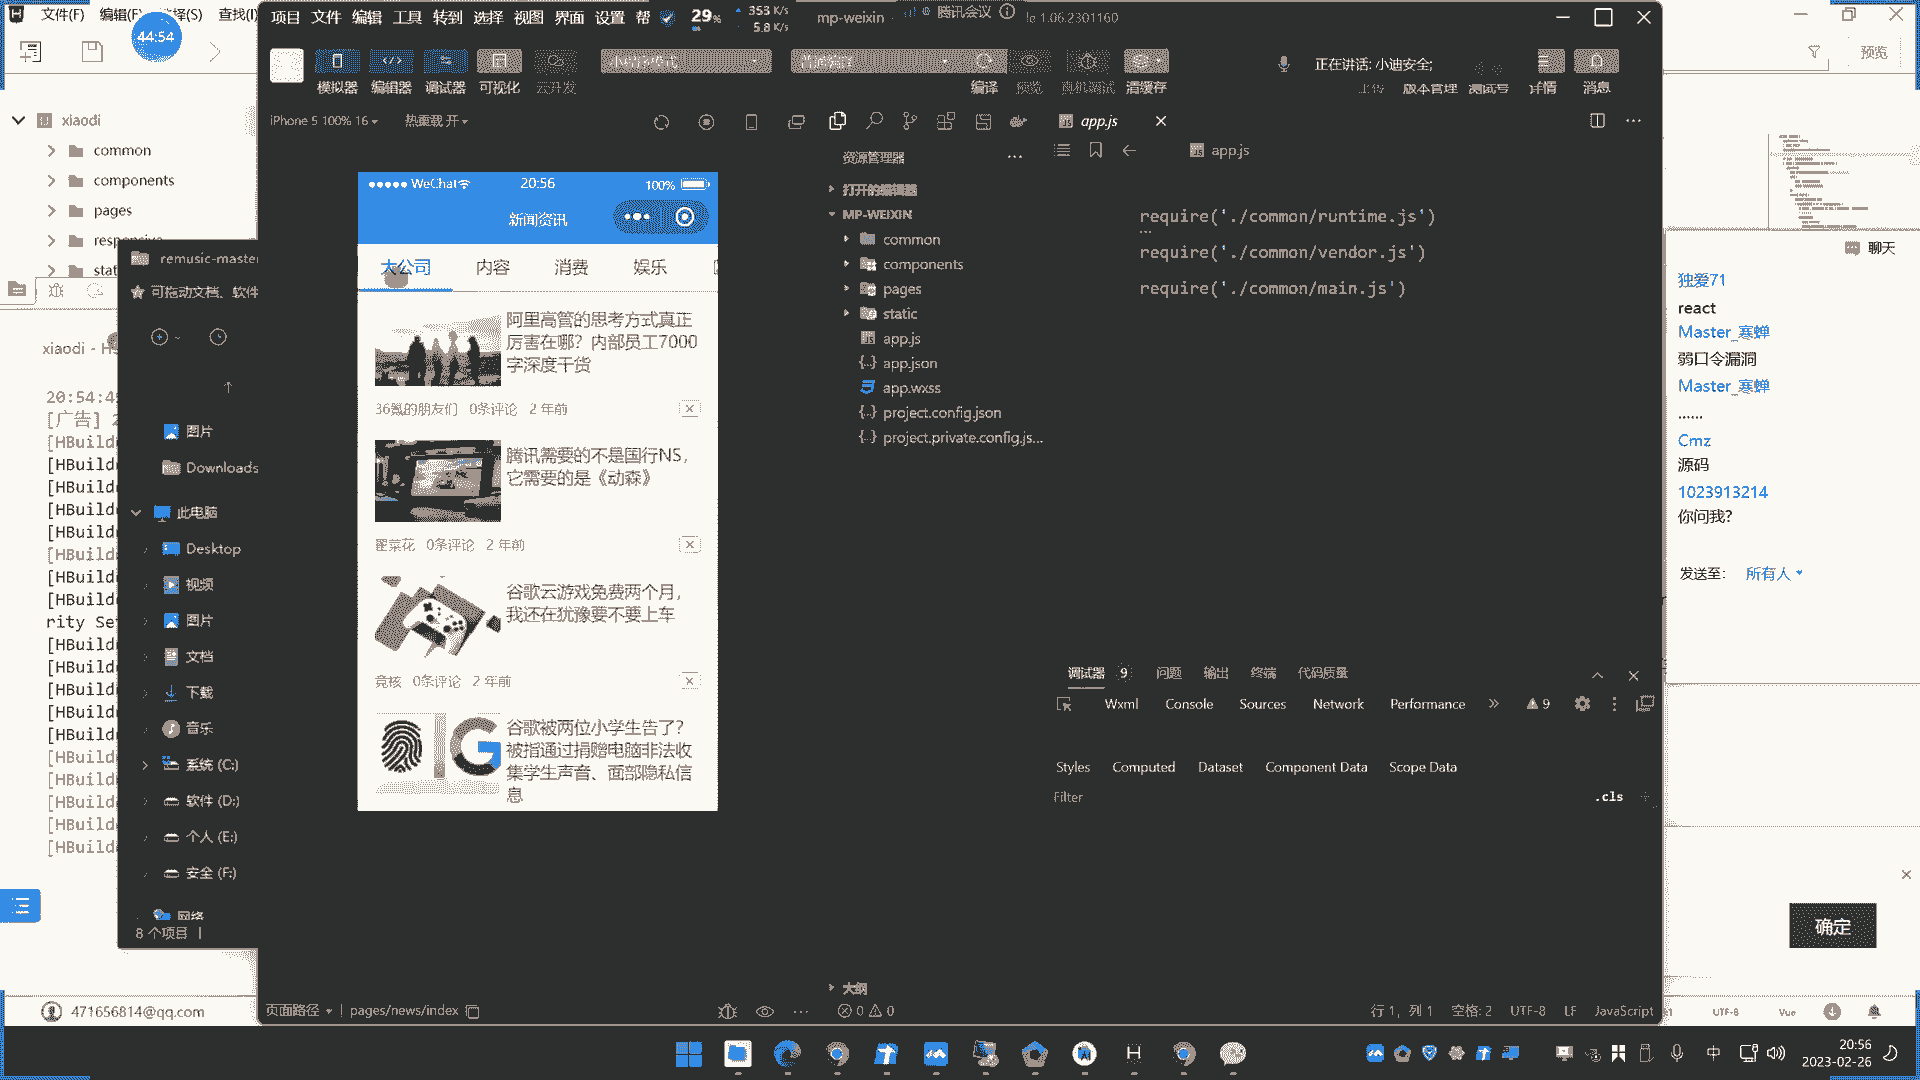 文件(F) 编辑(E) 选择(S) 查找(I)
44:54
xiaodi
common
components
pages
remusic-master
可拖动文档、软件
图片
Downloads
此电脑
Desktop
视频
图片
文档
下载
音乐
系统 (C:)
软件 (D:)
个人 (E:)
安全 (F:)
网络
8 个项目
20:54:4
[广告]
[HBuild
rity Se
471656814@qq.com
项目 文件 编辑 工具 转到 选择 视图 界面 设置 帮
29%
353 K/s
5.8 K/s
mp-weixin
腾讯会议
1.06.2301160
模拟器 编辑器 调试器 可视化 云开发
小程序模式
普通编译
编译 预览 真机调试 清缓存
正在讲话: 小迪安全;
上传 版本管理 测试号 详情 消息
iPhone 5 100% 16
热重载 开
WeChat 20:56 100%
新闻资讯
大公司 内容 消费 娱乐
阿里高管的思考方式真正
厉害在哪？内部员工7000
字深度干货
36氪的朋友们 0条评论 2 年前
腾讯需要的不是国行NS，
它需要的是《动森》
翟菜花 0条评论 2 年前
谷歌云游戏免费两个月，
我还在犹豫要不要上车
竞核 0条评论 2 年前
谷歌被两位小学生告了？
被指通过捐赠电脑非法收
集学生声音、面部隐私信
息
资源管理器
打开的编辑器
MP-WEIXIN
common
components
pages
static
app.js
app.json
app.wxss
project.config.json
project.private.config.js...
大纲
app.js
app.js
require('./common/runtime.js')
require('./common/vendor.js')
require('./common/main.js')
调试器 9 问题 输出 终端 代码质量
Wxml Console Sources Network Performance 9
Styles Computed Dataset Component Data Scope Data
Filter .cls
页面路径 pages/news/index
0 0
行 1，列 1 空格: 2 UTF-8 LF JavaScript
预览
聊天
独爱71
react
Master_寒蝉
弱口令漏洞
Master_寒蝉
......
Cmz
源码
1023913214
你问我?
发送至: 所有人
确定
UTF-8 Vue
中
20:56
2023-02-26